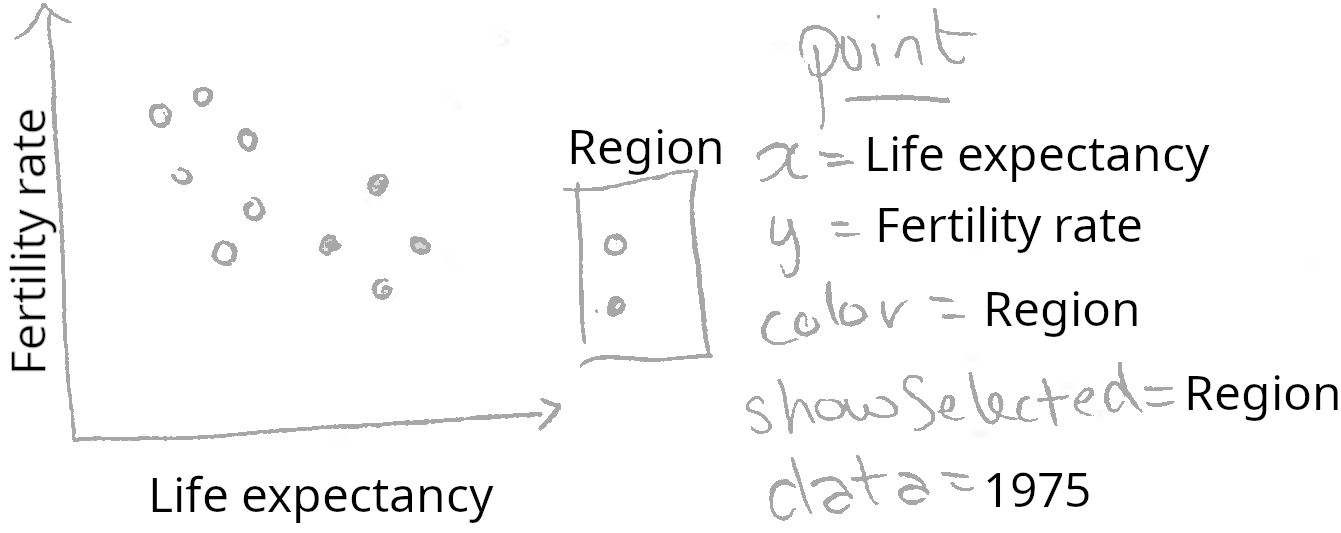 Fertility rate
Life expectancy
Region
point
x = Life expectancy
y = Fertility rate
color = Region
showSelected = Region
data = 1975